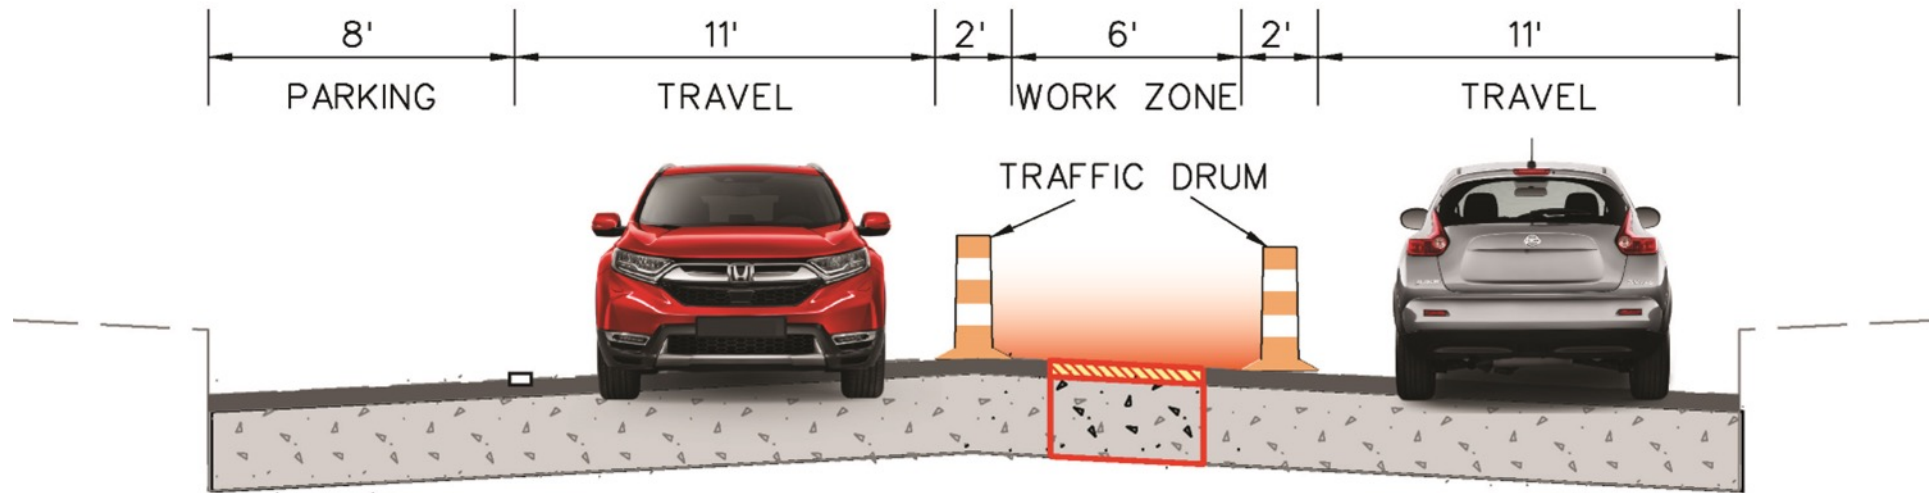 8' 11' 2' 6' 2' 11'
PARKING TRAVEL WORK ZONE TRAVEL
TRAFFIC DRUM